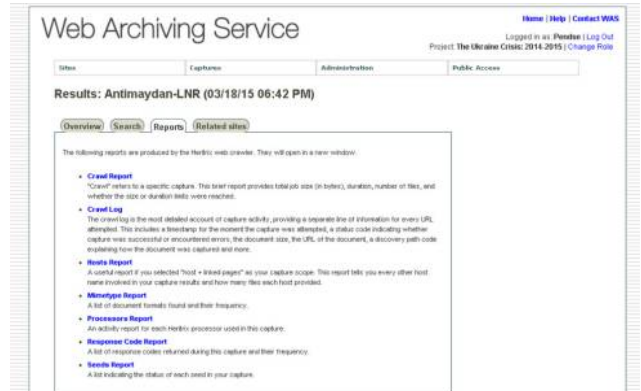 Web Archiving Service
Home | Help | Contact WAS
Logged in as: Pendse | Log Out
Project: The Ukraine Crisis: 2014-2015 | Change Role
Sites Captures Administration Public Access
Results: Antimaydan-LNR (03/18/15 06:42 PM)
Overview Search Reports Related sites
The following reports are produced by the Heritrix web crawler. They will open in a new window.
Crawl Report
"Crawl" refers to a specific capture. This brief report provides total job size (in bytes), duration, number of files, and
whether the size or duration limits were reached.
Crawl Log
The crawl log is the most detailed account of capture activity, providing a separate line of information for every URL
attempted. This includes a timestamp for the moment the capture was attempted, a status code indicating whether
capture was successful or encountered errors, the document size, the URL of the document, a discovery path code
explaining how the document was captured and more.
Hosts Report
A useful report if you selected "host + linked pages" as your capture scope. This report tells you every other host
name involved in your capture results and how many files each host provided.
Mimetype Report
A list of document formats found and their frequency.
Processors Report
An activity report for each Heritrix processor used in this capture.
Response Code Report
A list of response codes returned during this capture and their frequency.
Seeds Report
A list indicating the status of each seed in your capture.